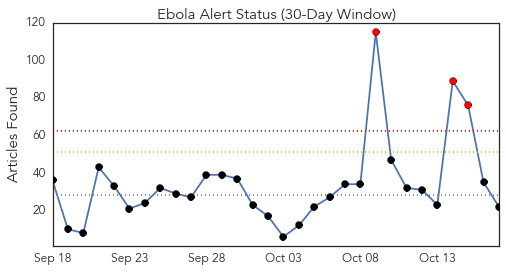 Ebola Alert Status (30-Day Window)
120
100
80
60
40
20
Articles Found
Sep 18
Sep 23
Sep 28
Oct 03
Oct 08
Oct 13